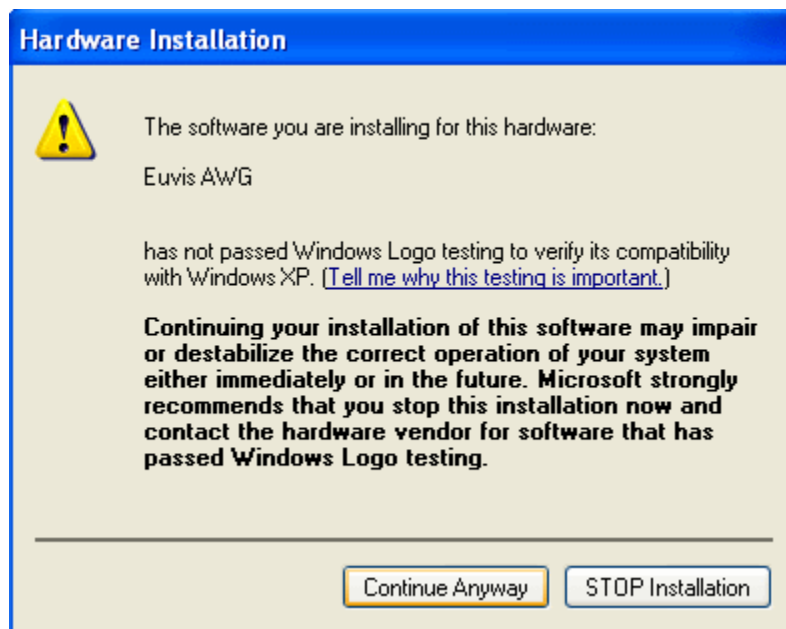 Hardware Installation
The software you are installing for this hardware:
Euvis AWG
has not passed Windows Logo testing to verify its compatibility
with Windows XP. (Tell me why this testing is important.)
Continuing your installation of this software may impair
or destabilize the correct operation of your system
either immediately or in the future. Microsoft strongly
recommends that you stop this installation now and
contact the hardware vendor for software that has
passed Windows Logo testing.
Continue Anyway STOP Installation